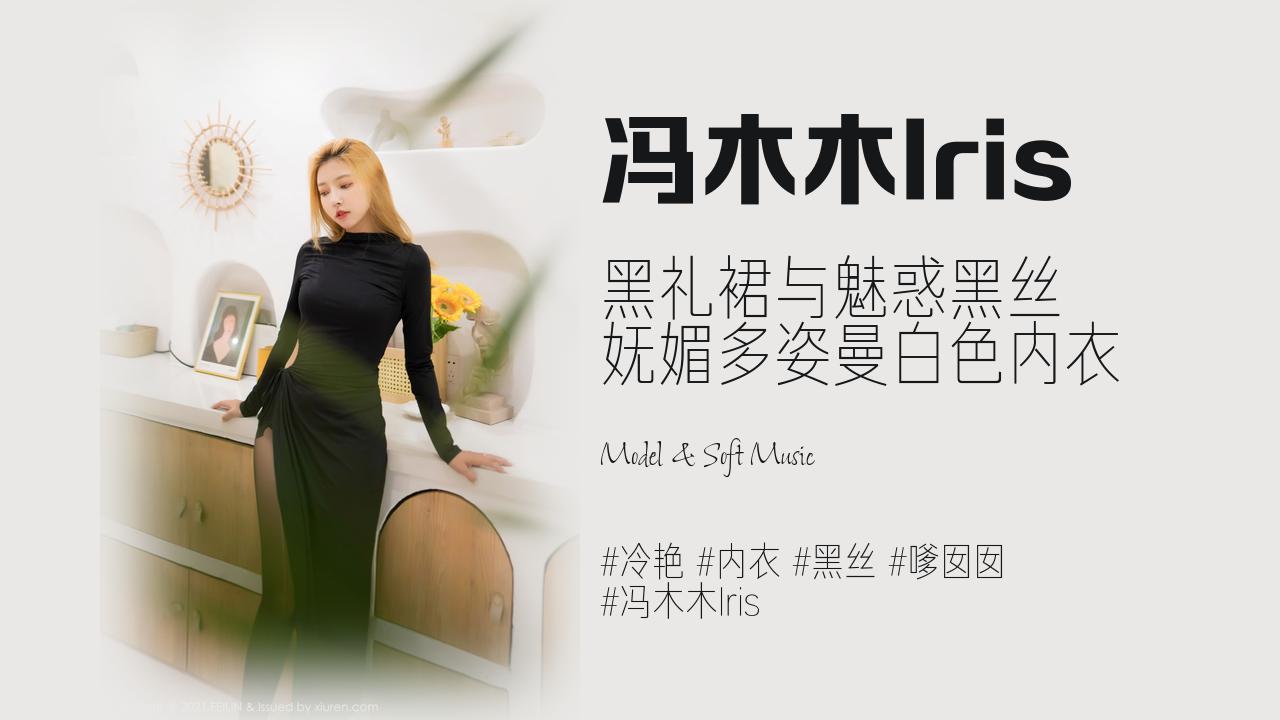 冯木木Iris
黑礼裙与魅惑黑丝
妩媚多姿曼白色内衣
Model & Soft Music
#冷艳 #内衣 #黑丝 #嗲囡囡
#冯木木Iris
2021 FEILIN & Issued by xiuren.com